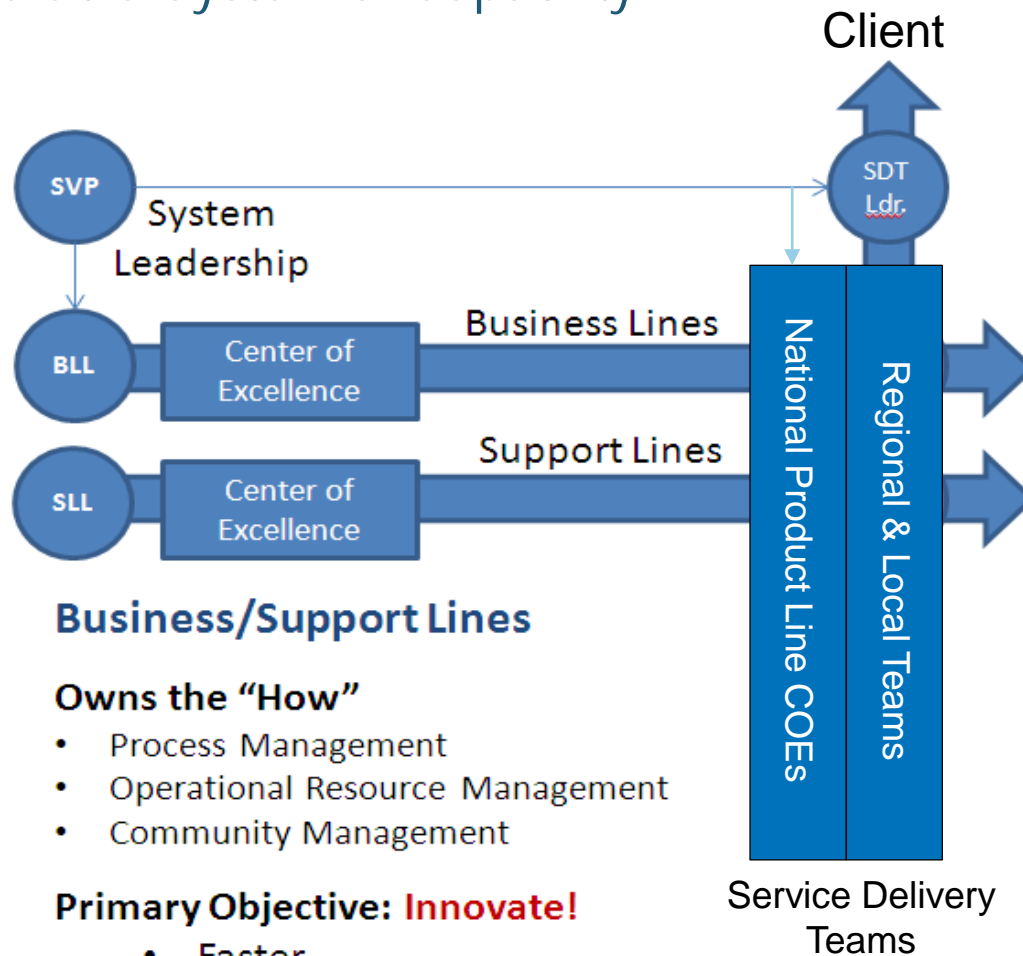 Client
SVP
SDT
Ldr.
System
Leadership
Business Lines
BLL
Center of
Excellence
Support Lines
SLL
Center of
Excellence
National Product Line COEs
Regional & Local Teams
Business/Support Lines
Owns the “How”
• Process Management
• Operational Resource Management
• Community Management
Primary Objective: Innovate!
• Faster
Service Delivery
Teams